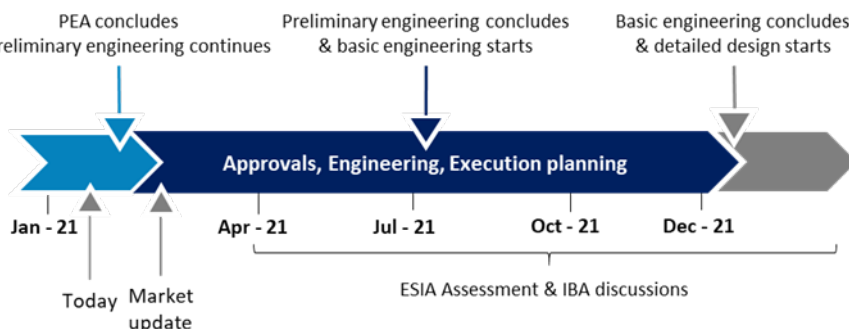 PEA concludes
reliminary engineering continues
Preliminary engineering concludes
& basic engineering starts
Basic engineering concludes
& detailed design starts
Approvals, Engineering, Execution planning
Jan - 21
Apr - 21
Jul - 21
Oct - 21
Dec - 21
Today
Market
update
ESIA Assessment & IBA discussions